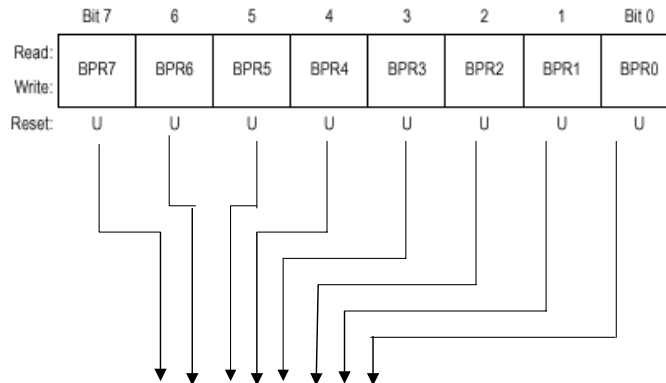 Bit 7 6 5 4 3 2 1 Bit 0
Read:
BPR7 BPR6 BPR5 BPR4 BPR3 BPR2 BPR1 BPR0
Write:
Reset: U U U U U U U U